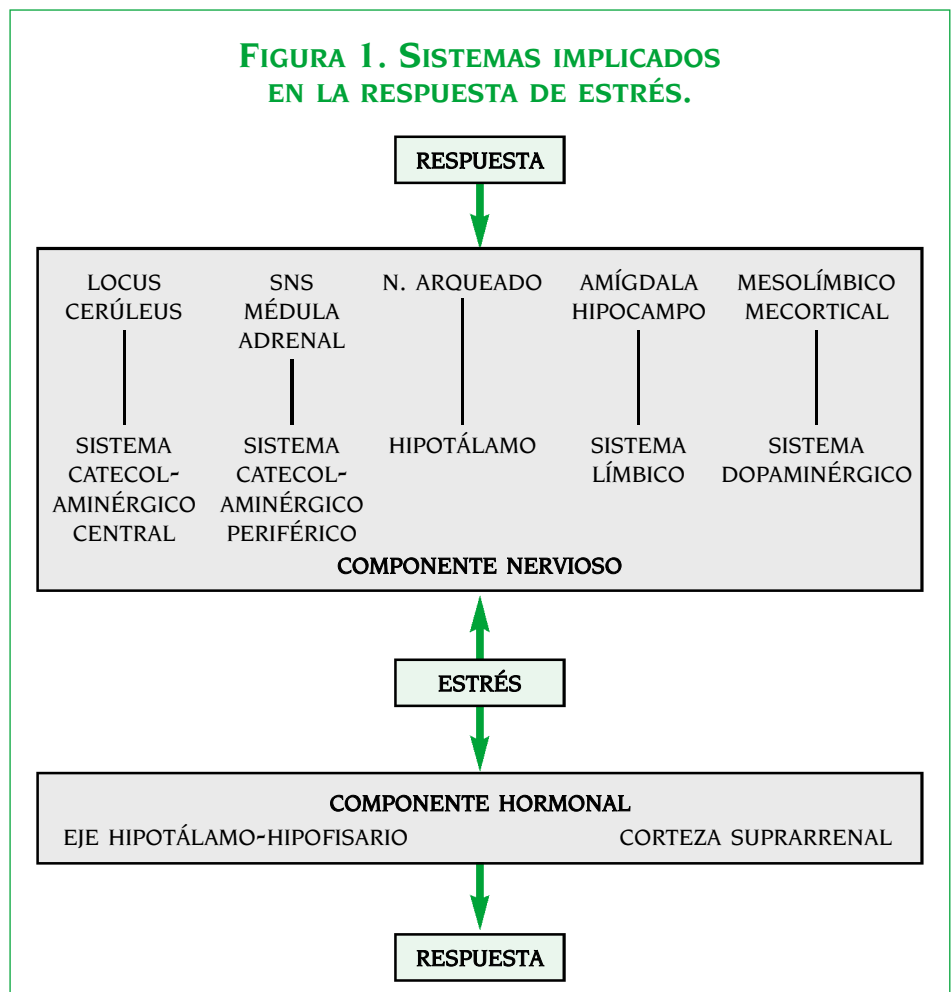 FIGURA 1. SISTEMAS IMPLICADOS
EN LA RESPUESTA DE ESTRÉS.
RESPUESTA
LOCUS
CERÚLEUS
SNS
MÉDULA
ADRENAL
N. ARQUEADO
AMÍGDALA
HIPOCAMPO
MESOLÍMBICO
MECORTICAL
SISTEMA
CATECOL-
AMINÉRGICO
CENTRAL
SISTEMA
CATECOL-
AMINÉRGICO
PERIFÉRICO
HIPOTÁLAMO
SISTEMA
LÍMBICO
SISTEMA
DOPAMINÉRGICO
COMPONENTE NERVIOSO
ESTRÉS
COMPONENTE HORMONAL
EJE HIPOTÁLAMO-HIPOFISARIO
CORTEZA SUPRARRENAL
RESPUESTA